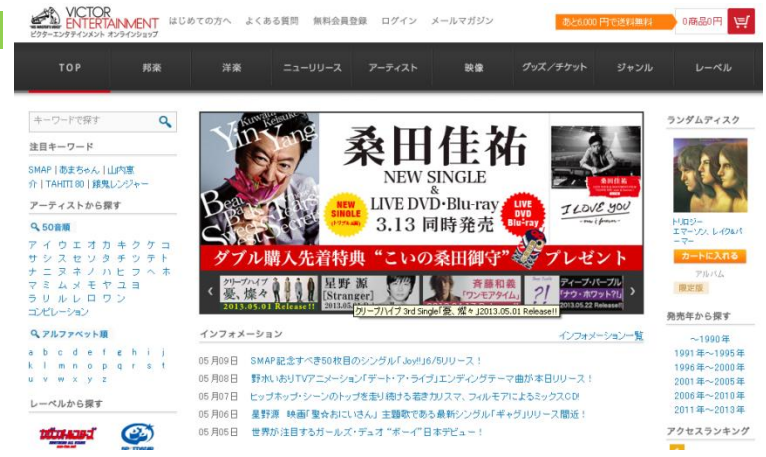 VICTOR
ENTERTAINMENT
ビクターエンタテインメント オンラインショップ
はじめての方へ よくある質問 無料会員登録 ログイン メールマガジン
あと6,000 円で送料無料
0商品0円
TOP 邦楽 洋楽 ニューリリース アーティスト 映像 グッズ／チケット ジャンル レーベル
キーワードで探す
注目キーワード
SMAP | あまちゃん | 山内惠
介 | TAHITI 80 | 銀鬼レンジャー
アーティストから探す
50音順
ア イ ウ エ オ カ キ ク ケ コ
サ シ ス セ ソ タ チ ツ テ ト
ナ ニ ヌ ネ ノ ハ ヒ フ ヘ ホ
マ ミ ム メ モ ヤ ユ ヨ
ラ リ ル レ ロ ワ ン
コンピレーション
アルファベット順
a b c d e f g h i j
k l m n o p q r s t
u v w x y z
レーベルから探す
Kuwata Keisuke
Yin Yang
桑田佳祐
NEW SINGLE
&
LIVE DVD・Blu-ray
3.13 同時発売
NEW
SINGLE
LIVE
DVD
Blu-ray
桑田佳祐
I LOVE YOU
ダブル購入先着特典 “こいの桑田御守” プレゼント
クリープハイプ
憂、燦々
2013.05.01 Release!!
星野 源
[Stranger]
斉藤和義
「ワンモアタイム」
?!
ディープ・パープル
「ナウ・ホワット?!」
2013.05.22 Release!!
クリープハイプ 3rd Single「憂、燦々」2013.05.01 Release!!
インフォメーション
インフォメーション一覧
05月09日 SMAP記念すべき50枚目のシングル「Joy!!」6/5リリース！
05月08日 野水いおりTVアニメーション「デート・ア・ライブ」エンディングテーマ曲が本日リリース！
05月07日 ヒップホップ・シーンのトップを走り続ける若きカリスマ、フィルモアによるミックスCD!
05月06日 星野源 映画「聖☆おにいさん」主題歌である最新シングル「ギャグ」リリース間近！
05月05日 世界が注目するガールズ・デュオ “ボーイ”日本デビュー！
ランダムディスク
トリロジー
エマーソン、レイク&パ
ーマー
カートに入れる
アルバム
限定盤
発売年から探す
～1990年
1991年～1995年
1996年～2000年
2001年～2005年
2006年～2010年
2011年～2013年
アクセスランキング